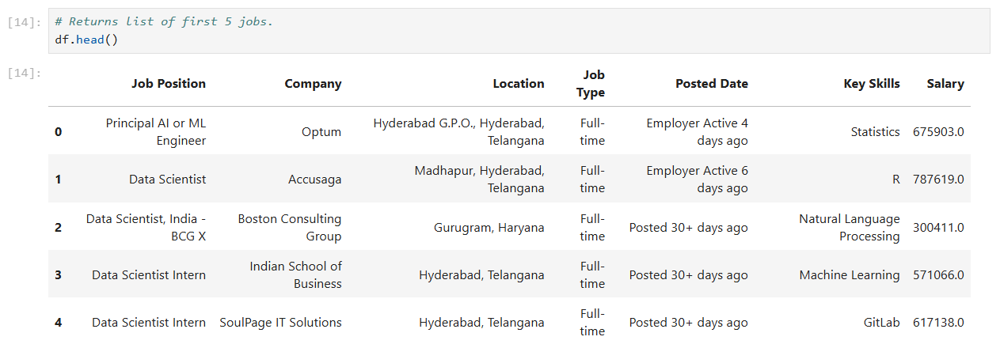 [14]: # Returns list of first 5 jobs.
df.head()
[14]: Job Position Company Location Job Type Posted Date Key Skills Salary
0 Principal AI or ML Engineer Optum Hyderabad G.P.O., Hyderabad, Telangana Full-time Employer Active 4 days ago Statistics 675903.0
1 Data Scientist Accusaga Madhapur, Hyderabad, Telangana Full-time Employer Active 6 days ago R 787619.0
2 Data Scientist, India - BCG X Boston Consulting Group Gurugram, Haryana Full-time Posted 30+ days ago Natural Language Processing 300411.0
3 Data Scientist Intern Indian School of Business Hyderabad, Telangana Full-time Posted 30+ days ago Machine Learning 571066.0
4 Data Scientist Intern SoulPage IT Solutions Hyderabad, Telangana Full-time Posted 30+ days ago GitLab 617138.0